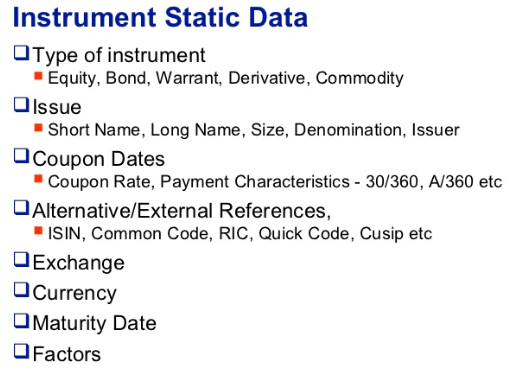 Instrument Static Data
Type of instrument
Equity, Bond, Warrant, Derivative, Commodity
Issue
Short Name, Long Name, Size, Denomination, Issuer
Coupon Dates
Coupon Rate, Payment Characteristics - 30/360, A/360 etc
Alternative/External References,
ISIN, Common Code, RIC, Quick Code, Cusip etc
Exchange
Currency
Maturity Date
Factors